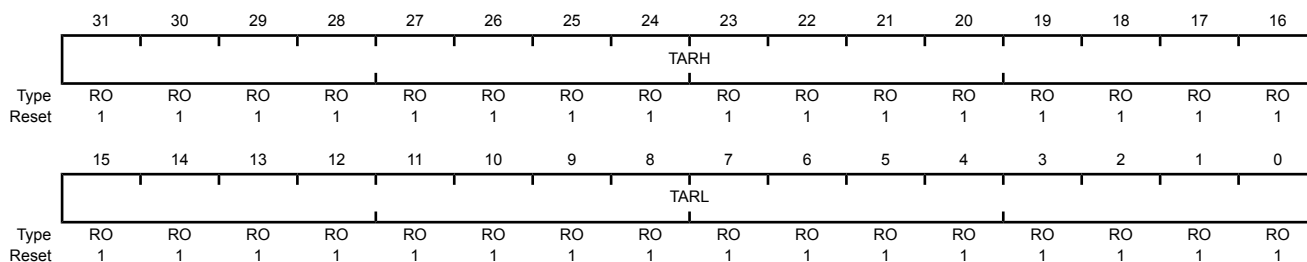 31 30 29 28 27 26 25 24 23 22 21 20 19 18 17 16
TARH
Type RO RO RO RO RO RO RO RO RO RO RO RO RO RO RO RO
Reset 1 1 1 1 1 1 1 1 1 1 1 1 1 1 1 1
15 14 13 12 11 10 9 8 7 6 5 4 3 2 1 0
TARL
Type RO RO RO RO RO RO RO RO RO RO RO RO RO RO RO RO
Reset 1 1 1 1 1 1 1 1 1 1 1 1 1 1 1 1